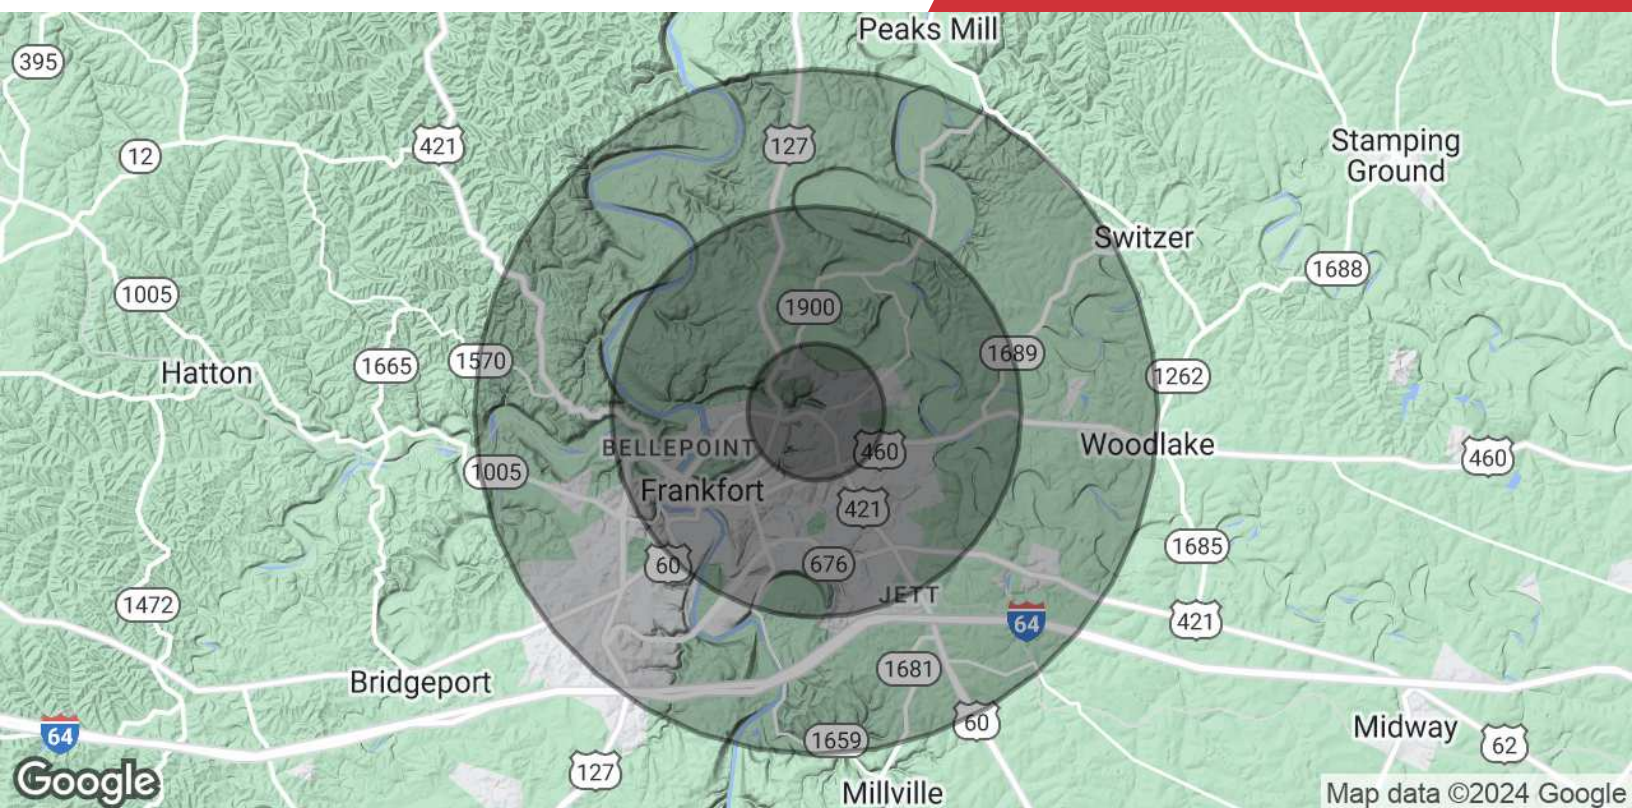 Peaks Mill
395
421
127
12
Stamping
Ground
Switzer
1688
1005
1900
1689
1570
1665
1262
Hatton
BELLEPOINT
460
Woodlake
460
1005
Frankfort
421
1685
60
676
JETT
1472
64
421
1681
Bridgeport
60
64
1659
Midway
62
127
Google
Millville
Map data ©2024 Google